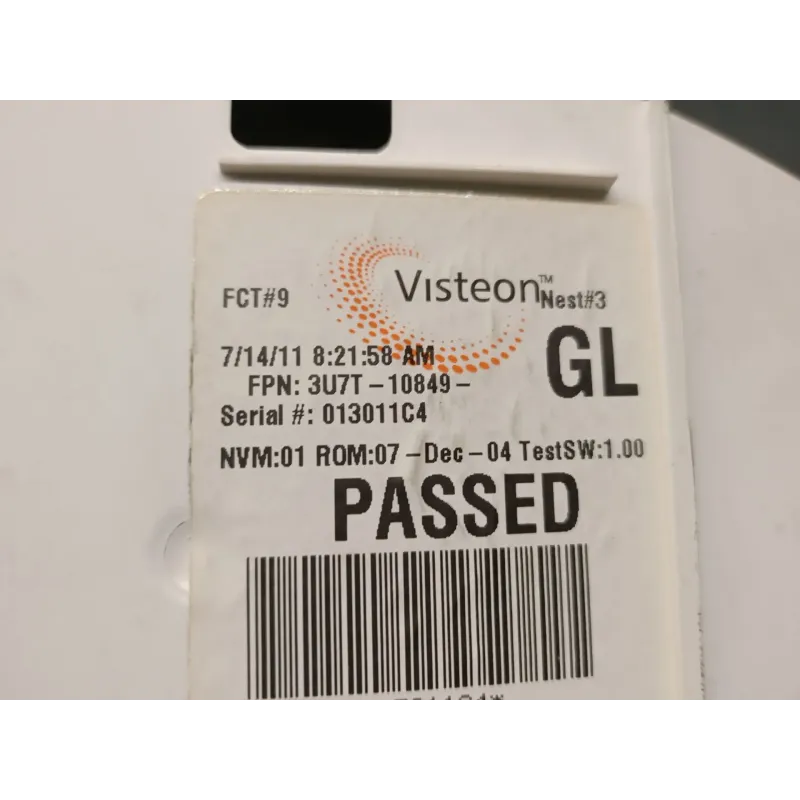 Visteon™
FCT#9
Nest#3
7/14/11 8:21:58 AM
GL
FPN: 3U7T-10849-
Serial #: 013011C4
NVM:01 ROM:07-Dec-04 TestSW:1.00
PASSED